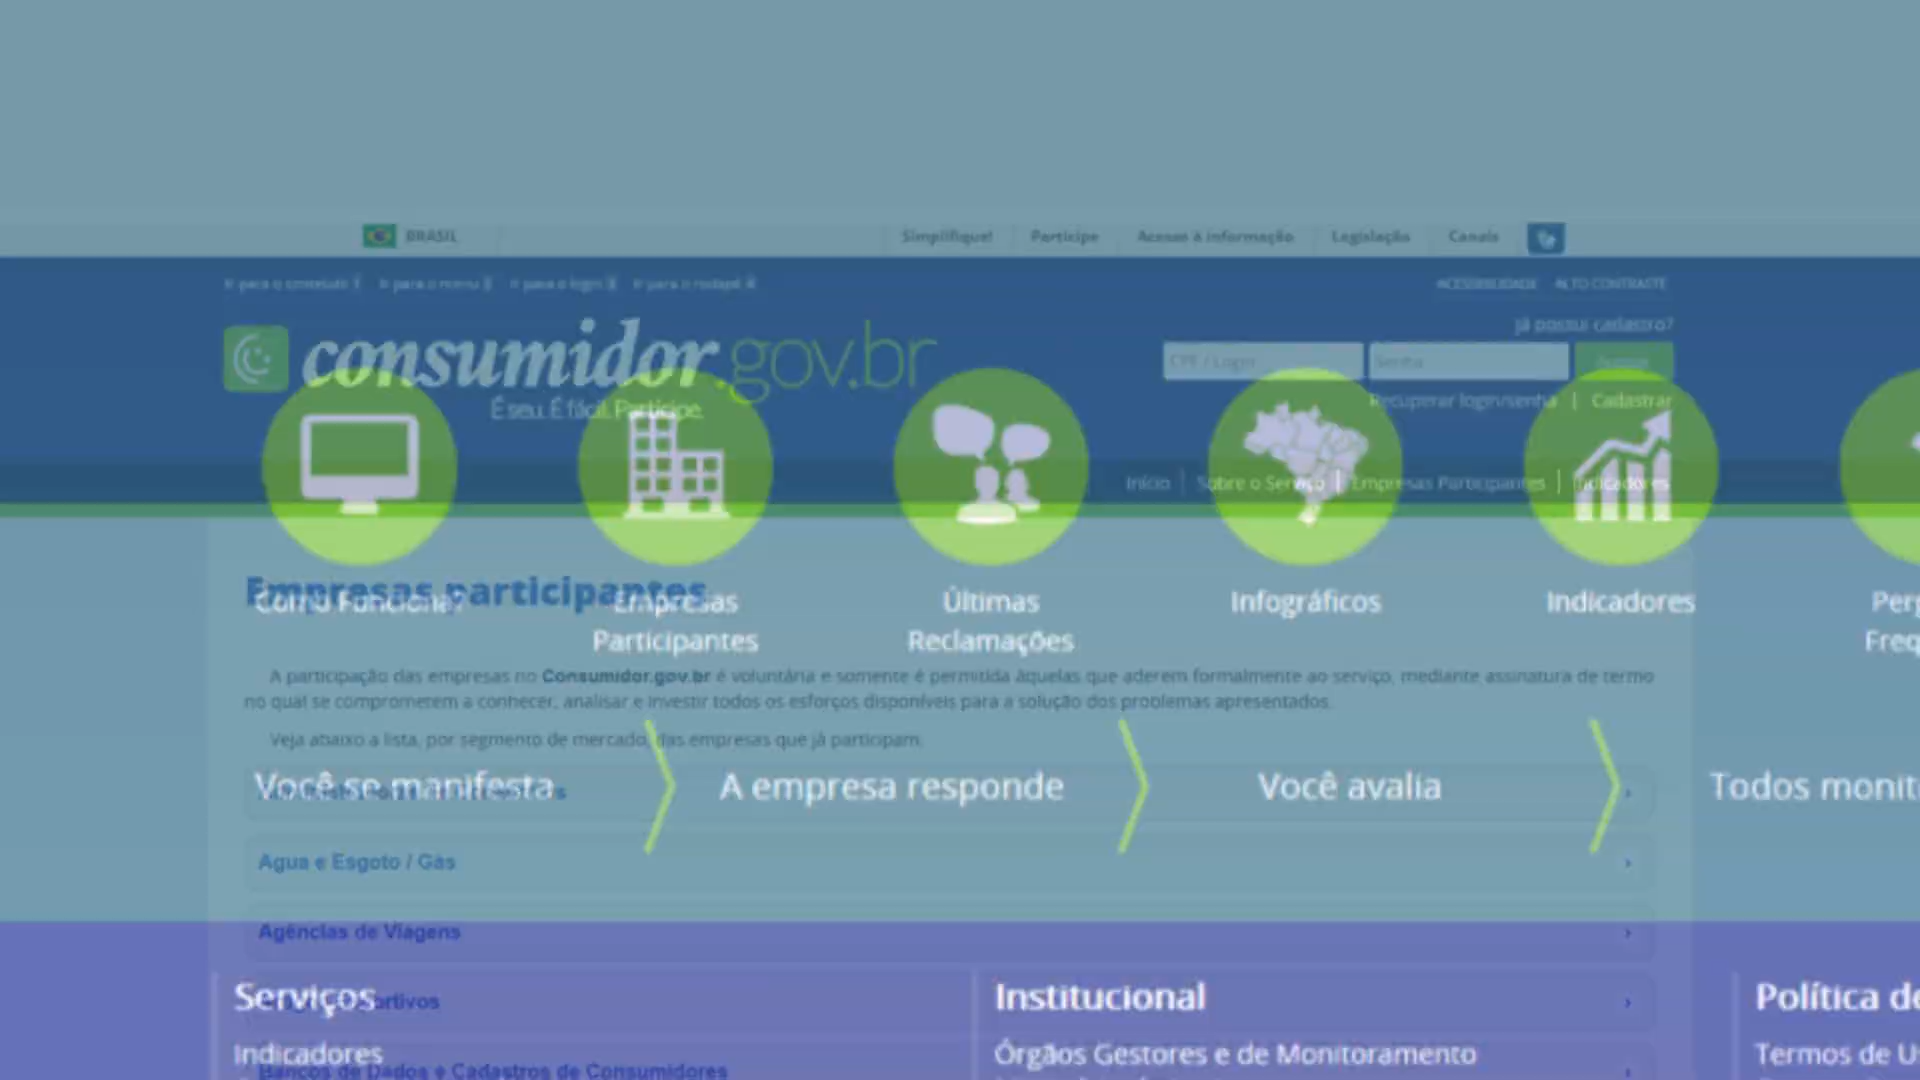 BRASIL
Simplifique! Participe Acesso à informação Legislação Canais
Ir para o conteúdo 1 Ir para o menu 2 Ir para o login 3 Ir para o rodapé 4
ACESSIBILIDADE ALTO CONTRASTE
Já possui cadastro?
consumidor.gov.br
CPF / Login Senha
É seu. É fácil. Participe.
Recuperar login/senha | Cadastrar
Início | Sobre o Serviço | Empresas Participantes | Indicadores
Empresas participantes
Como Funciona?
Empresas
Participantes
Últimas
Reclamações
Infográficos
Indicadores
Perg
Freq
A participação das empresas no Consumidor.gov.br é voluntária e somente é permitida àquelas que aderem formalmente ao serviço, mediante assinatura de termo
no qual se comprometem a conhecer, analisar e investir todos os esforços disponíveis para a solução dos problemas apresentados.
Veja abaixo a lista, por segmento de mercado, das empresas que já participam.
Você se manifesta
A empresa responde
Você avalia
Todos monit
Água e Esgoto / Gás
Agências de Viagens
Serviços
Indicadores
Institucional
Órgãos Gestores e de Monitoramento
Política de
Termos de U
Bancos de Dados e Cadastros de Consumidores